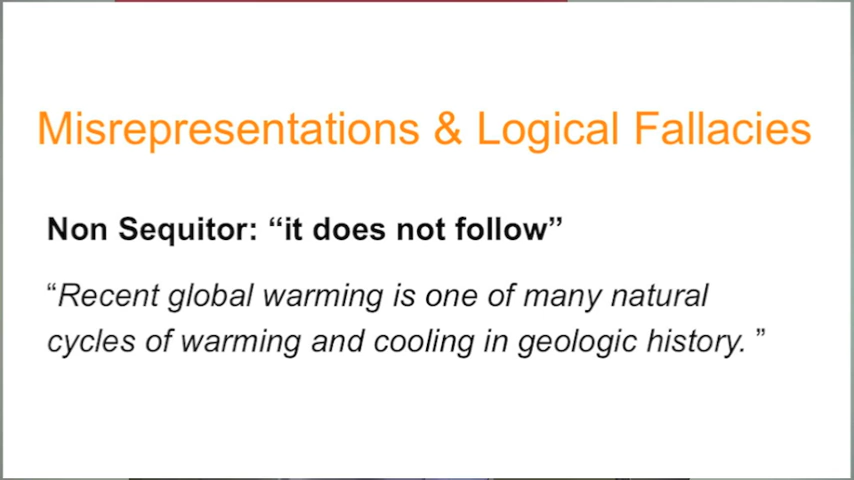 Misrepresentations & Logical Fallacies
Non Sequitor: “it does not follow”
“Recent global warming is one of many natural
cycles of warming and cooling in geologic history. ”